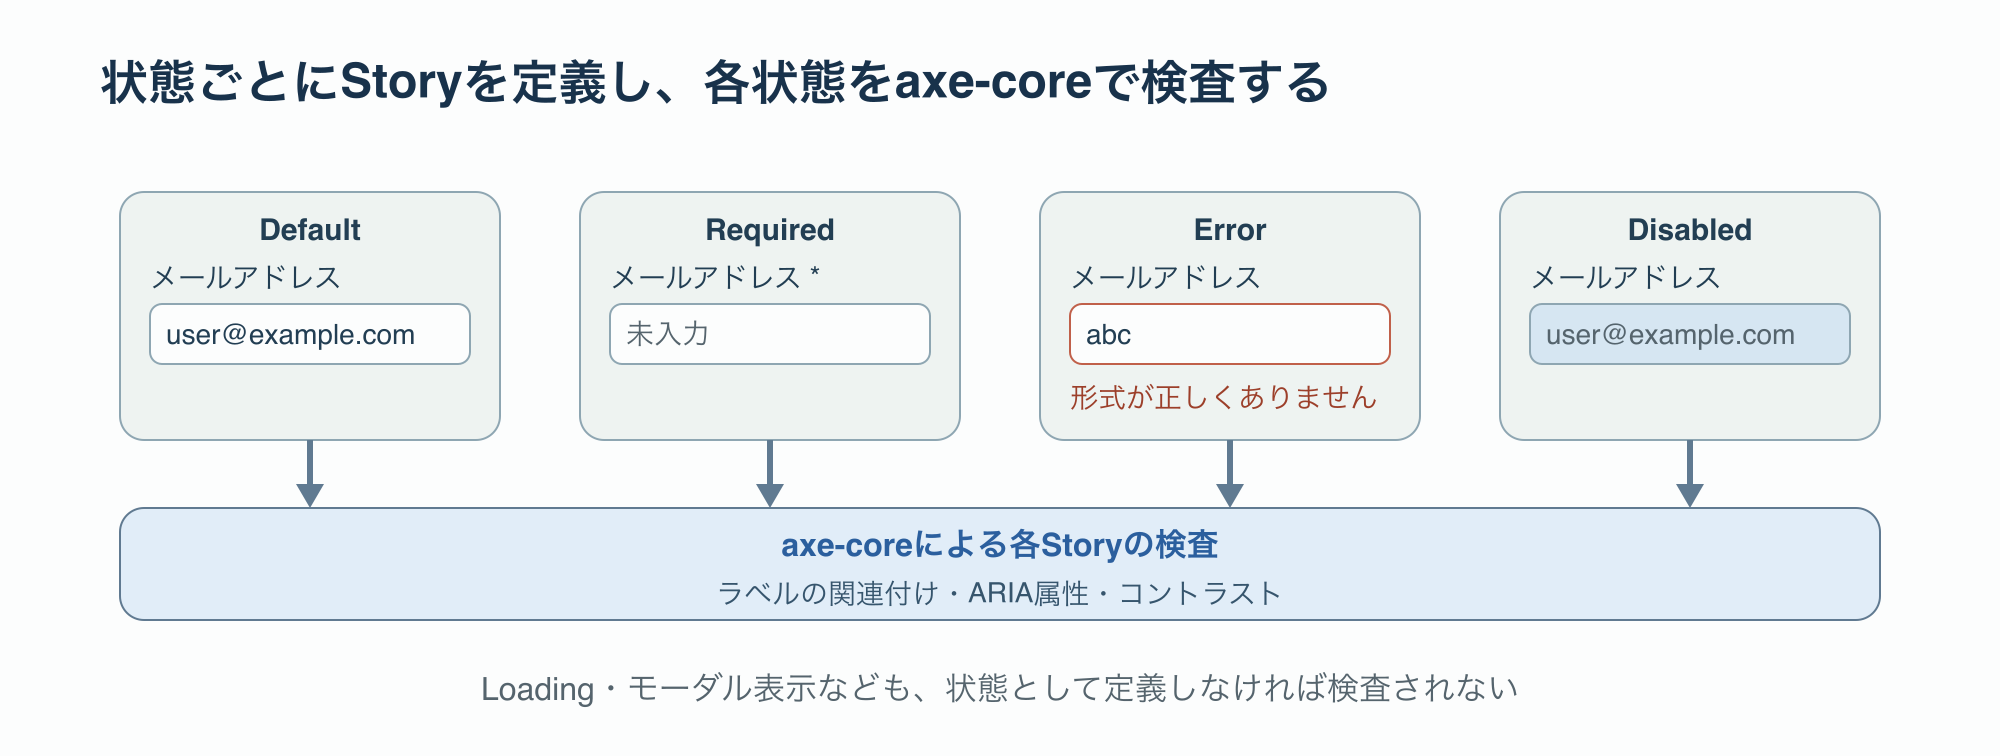 状態ごとにStoryを定義し、各状態をaxe-coreで検査する
Default
メールアドレス
user@example.com
Required
メールアドレス *
未入力
Error
メールアドレス
abc
形式が正しくありません
Disabled
メールアドレス
user@example.com
axe-coreによる各Storyの検査
ラベルの関連付け・ARIA属性・コントラスト
Loading・モーダル表示なども、状態として定義しなければ検査されない